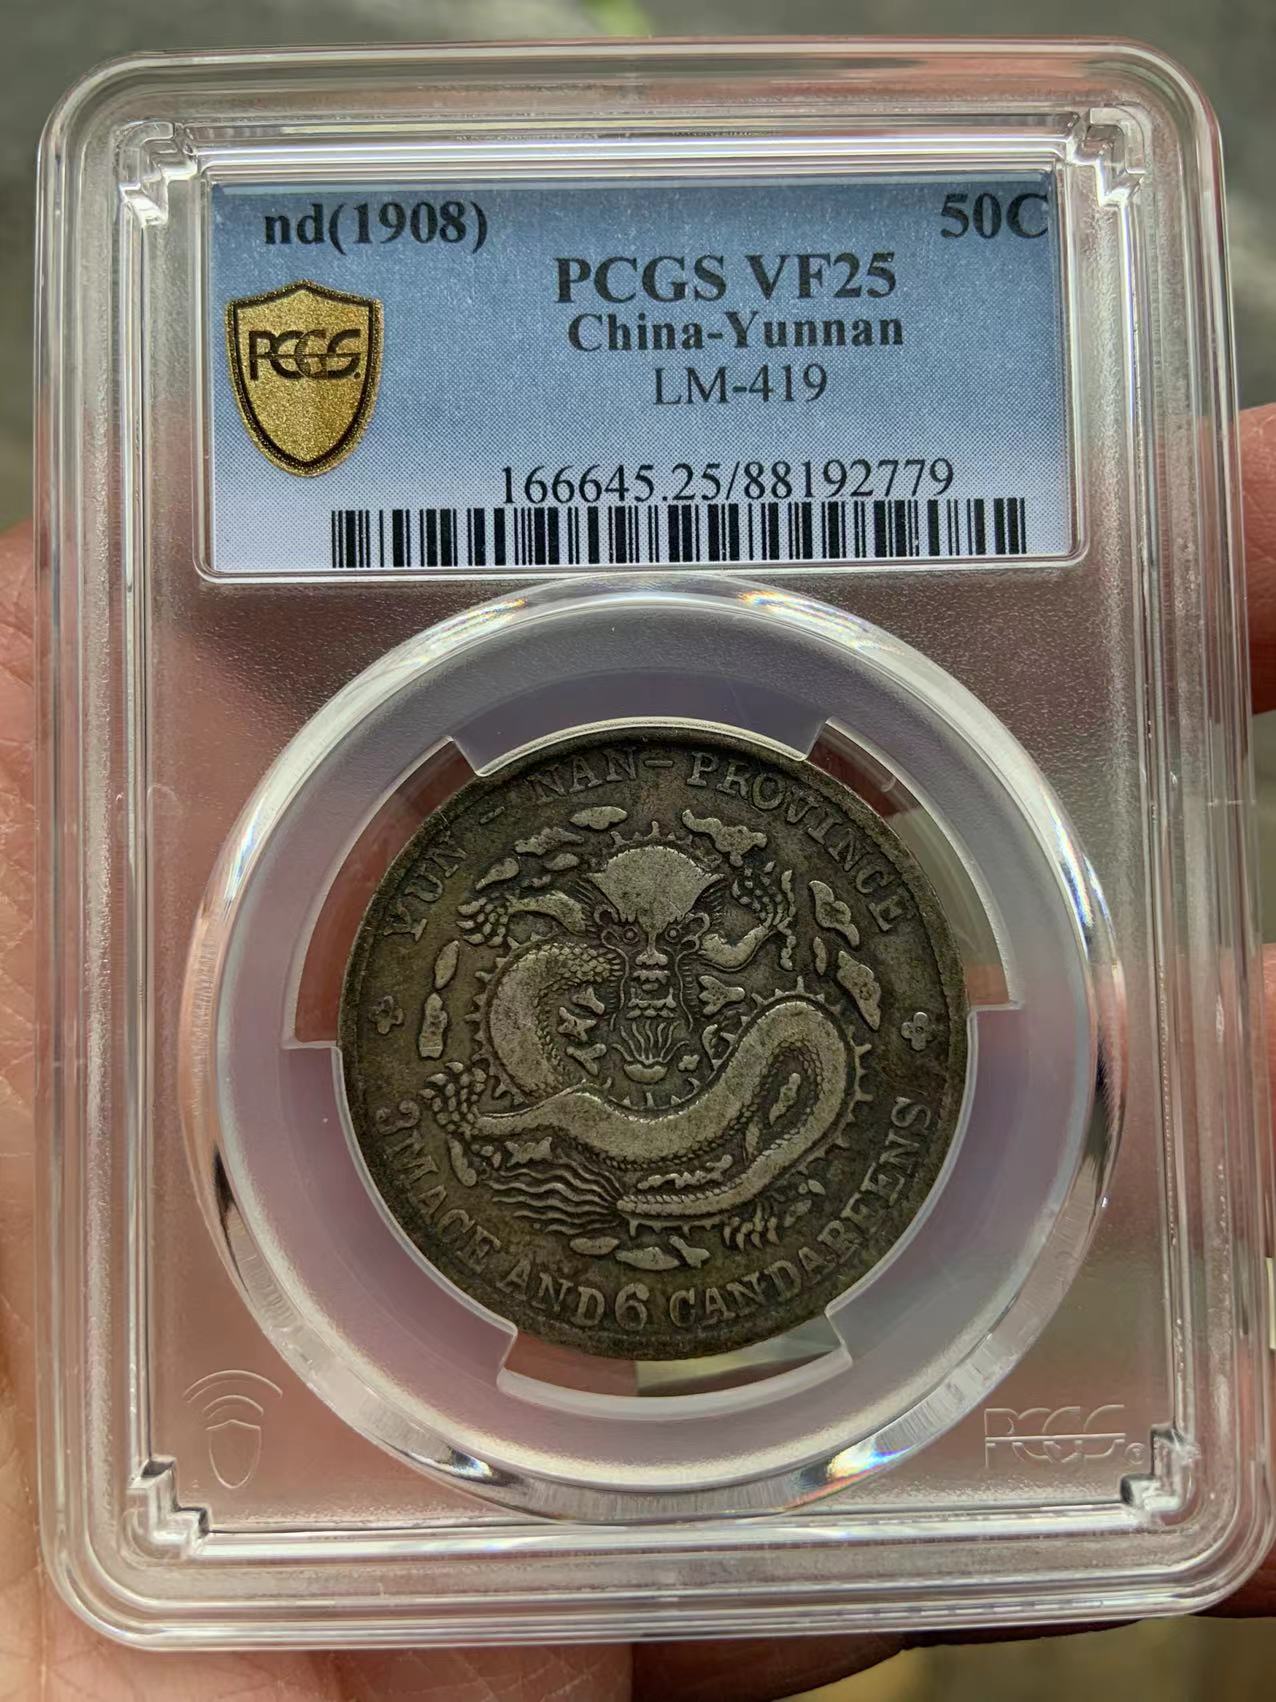 nd(1908) 50C
PCGS VF25
China-Yunnan
LM-419
PCGS
166645.25/88192779
YUN - NAN - PROVINCE
3 MACE AND 6 CANDAREENS
PCGS